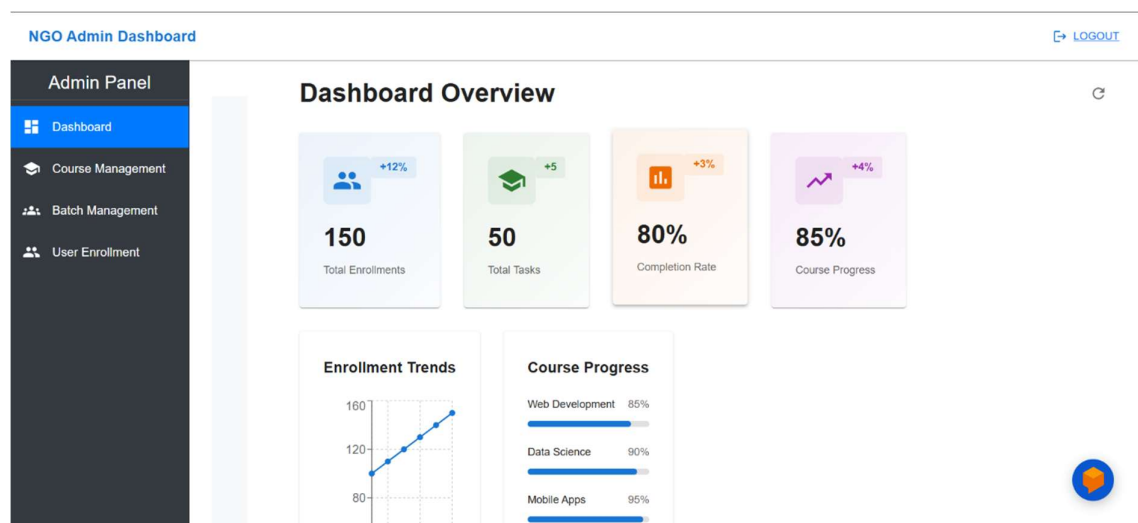 NGO Admin Dashboard
LOGOUT
Admin Panel
Dashboard
Course Management
Batch Management
User Enrollment
Dashboard Overview
+12%
150
Total Enrollments
+5
50
Total Tasks
+3%
80%
Completion Rate
+4%
85%
Course Progress
Enrollment Trends
160
120
80
Course Progress
Web Development 85%
Data Science 90%
Mobile Apps 95%